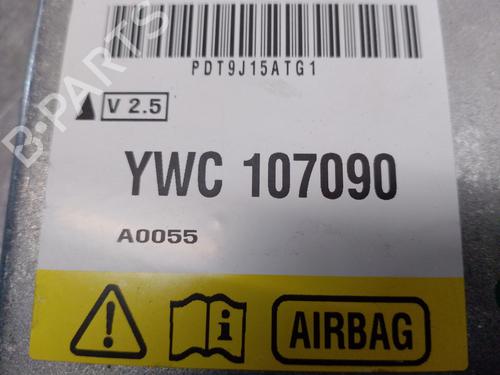 PDT9J15ATG1
V 2.5
YWC 107090
A0055
AIRBAG
B-PARTS